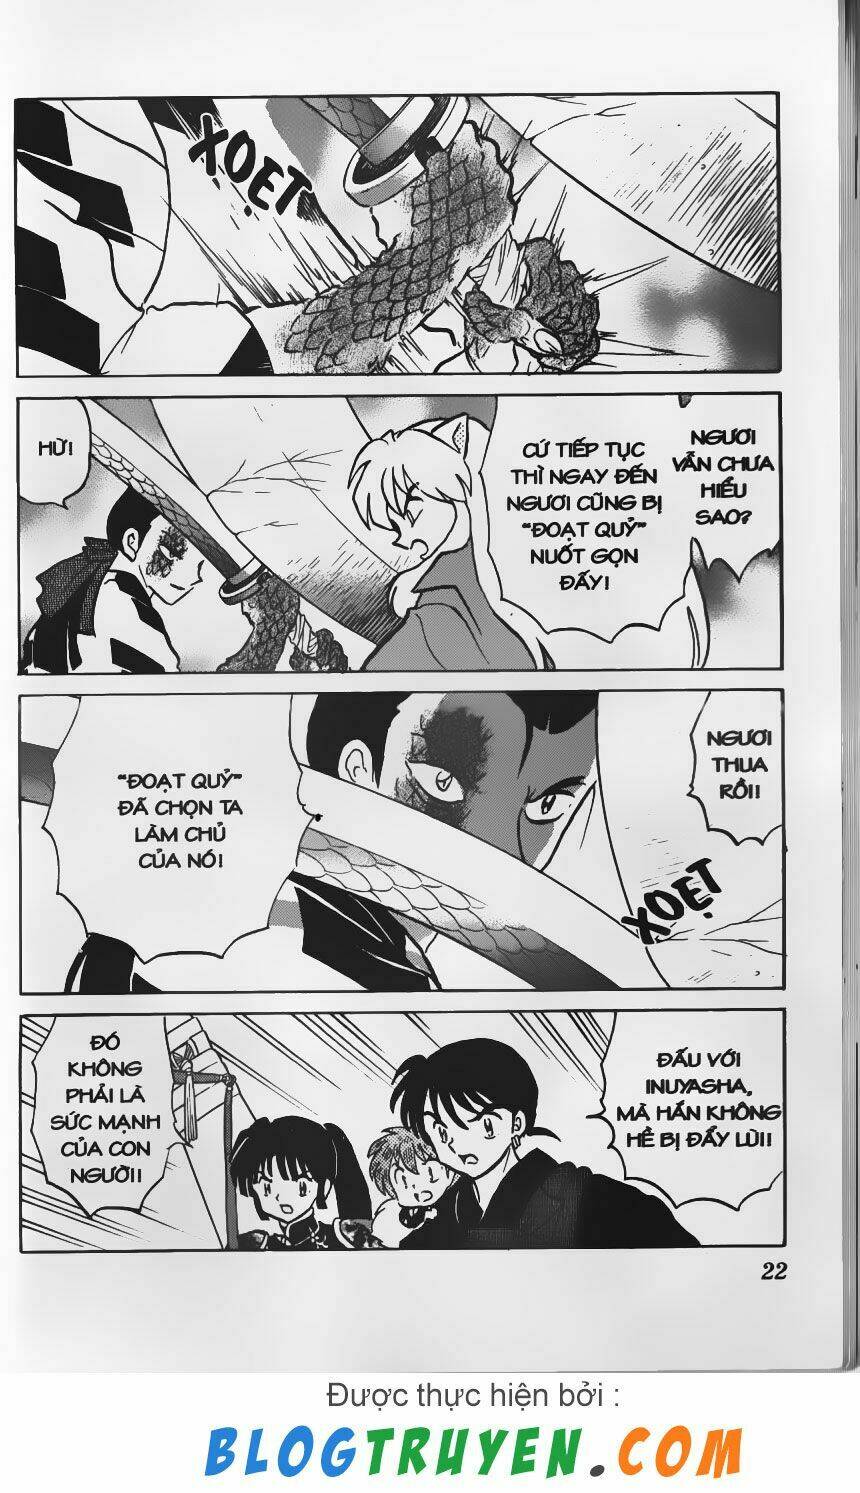 XOẸT
NGƯƠI
VẪN CHƯA
HIỂU
SAO?
CỨ TIẾP TỤC
THÌ NGAY ĐẾN
NGƯƠI CŨNG BỊ
“ĐOẠT QUỶ”
NUỐT GỌN
ĐẤY!
HỪ!
NGƯƠI
THUA
RỒI!
“ĐOẠT QUỶ”
ĐÃ CHỌN TA
LÀM CHỦ
CỦA NÓ!
XOẸT
ĐẤU VỚI
INUYASHA,
MÀ HẮN KHÔNG
HỀ BỊ ĐẨY LÙI!
ĐÓ
KHÔNG
PHẢI LÀ
SỨC MẠNH
CỦA CON
NGƯỜI!
22
Được thực hiện bởi :
BLOGTRUYEN.COM